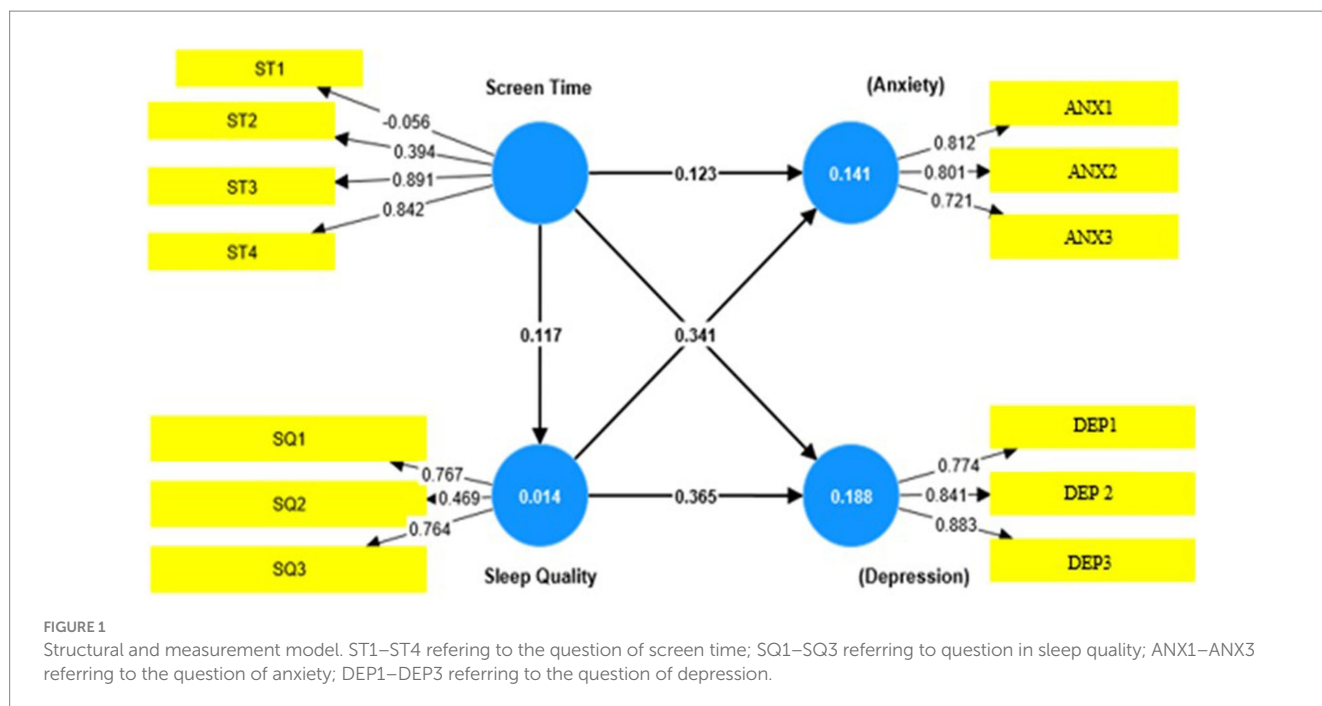 ST1
Screen Time
(Anxiety)
ANX1
-0.056
ST2
0.394
0.812
ST3
0.891
0.123
0.141
0.801
ANX2
0.842
0.721
ST4
ANX3
0.117
0.341
SQ1
DEP1
0.767
0.774
SQ2
0.469
0.014
0.365
0.188
0.841
DEP 2
0.764
0.883
SQ3
Sleep Quality
(Depression)
DEP3
FIGURE 1
Structural and measurement model. ST1–ST4 refering to the question of screen time; SQ1–SQ3 referring to question in sleep quality; ANX1–ANX3
referring to the question of anxiety; DEP1–DEP3 referring to the question of depression.